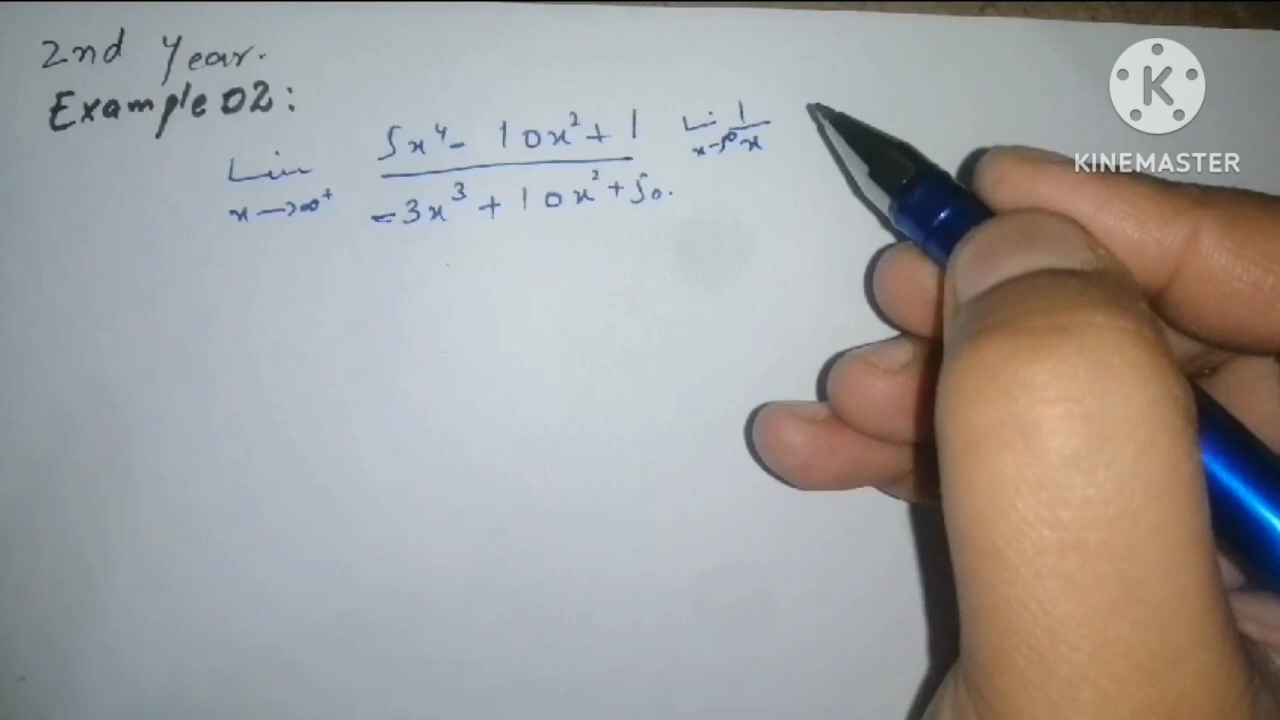 2nd Year.
Example 02:
Lim x→∞⁺ (5x⁴ - 10x² + 1) / (-3x³ + 10x² + 50.) Lim x→∞ 1/x
K
KINEMASTER